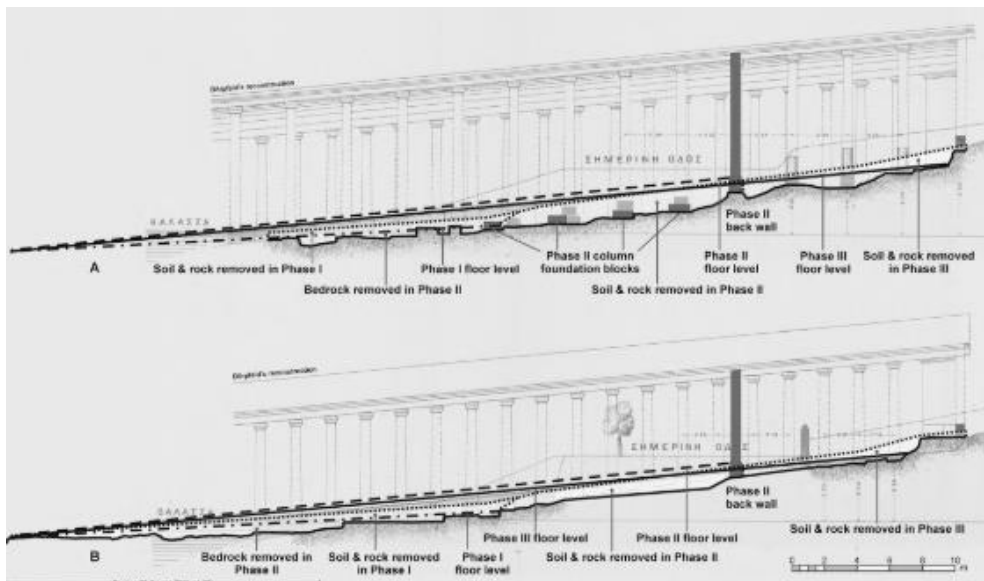 Dörpfeld's reconstruction
ΣΗΜΕΡΙΝΗ ΟΔΟΣ
ΘΑΛΑΣΣΑ
A
Phase II
back wall
Soil & rock removed in Phase I
Bedrock removed in Phase II
Phase I floor level
Phase II column
foundation blocks
Soil & rock removed in Phase II
Phase II
floor level
Phase III
floor level
Soil & rock removed
in Phase III
Dörpfeld's reconstruction
ΣΗΜΕΡΙΝΗ ΟΔΟΣ
ΘΑΛΑΣΣΑ
B
Phase II
back wall
Bedrock removed in
Phase II
Soil & rock removed
in Phase I
Phase I
floor level
Phase III floor level
Soil & rock removed in Phase II
Phase II floor level
Soil & rock removed in Phase III
0 2 4 6 8 10
m